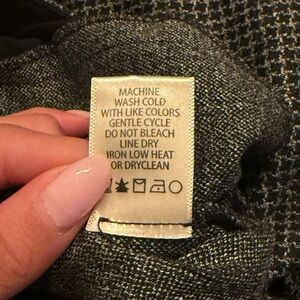 MACHINE
WASH COLD
WITH LIKE COLORS
GENTLE CYCLE
DO NOT BLEACH
LINE DRY
IRON LOW HEAT
OR DRYCLEAN